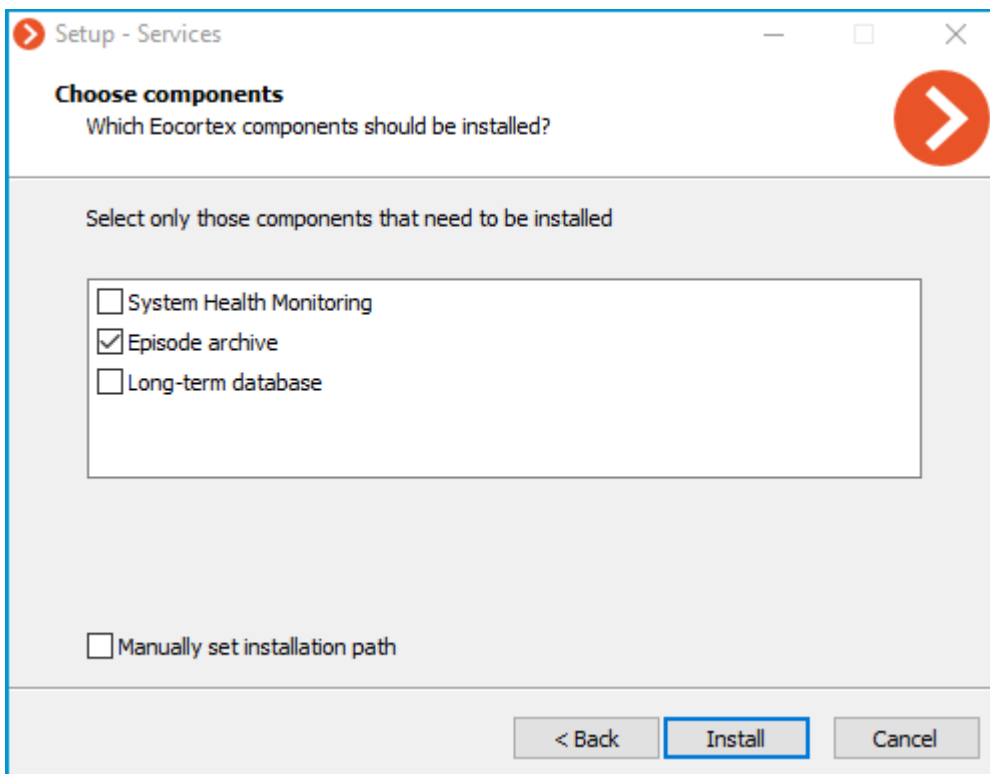 Setup - Services
Choose components
Which Eocortex components should be installed?
Select only those components that need to be installed
System Health Monitoring
Episode archive
Long-term database
Manually set installation path
< Back Install Cancel